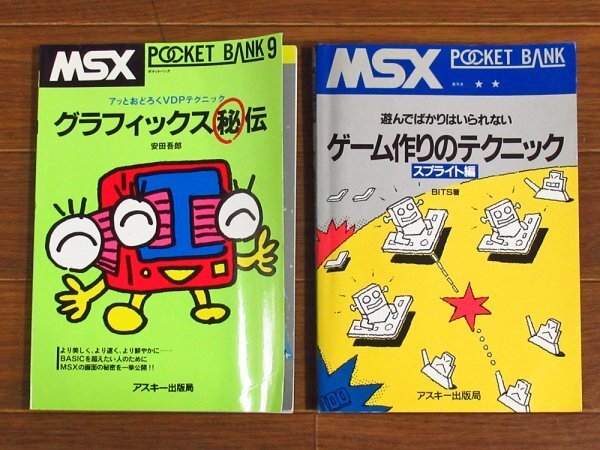 MSX
POCKET BANK 9
ポケットバンク
アッとおどろくVDPテクニック
グラフィックス㊙伝
安田吾郎
より美しく、より速く、より鮮やかに……
BASICを超えたい人のために
MSXの画面の秘密を一挙公開!!
アスキー出版局
MSX
POCKET BANK
★ ★
遊んでばかりはいられない
ゲーム作りのテクニック
スプライト編
BITS著
アスキー出版局